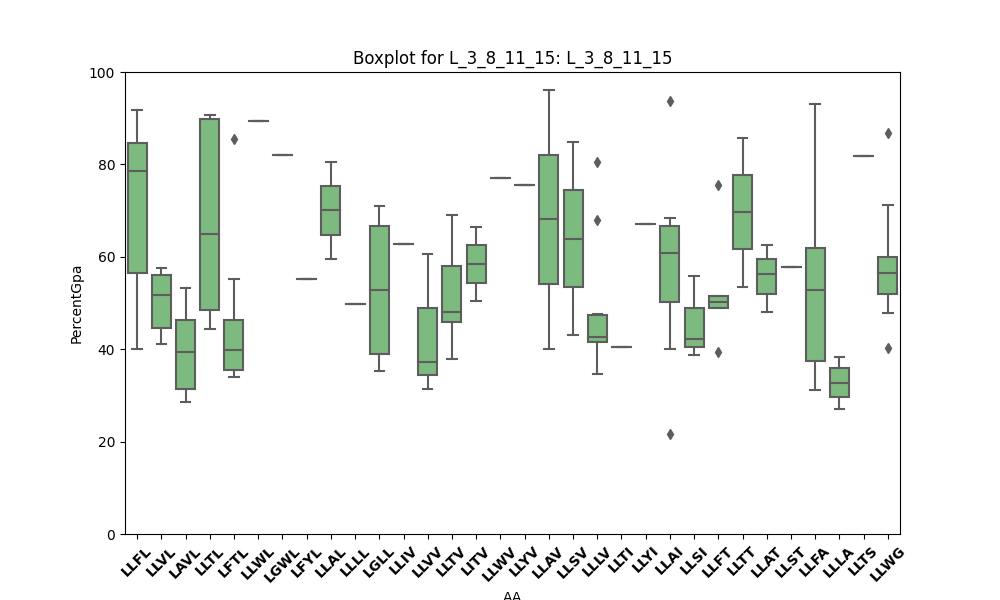 Boxplot for L_3_8_11_15: L_3_8_11_15
100
80
60
40
20
0
PercentGpa
LLFL LLVL LAVL LLTL LFTL LLWL LGWL LFYL LLAL LLLL LGLL LLIV LLVV LLTV LITV LLWV LLYV LLAV LLSV LLLV LLTI LLYI LLAI LLSI LLFT LLTT LLAT LLST LLFA LLLA LLTS LLWG
AA